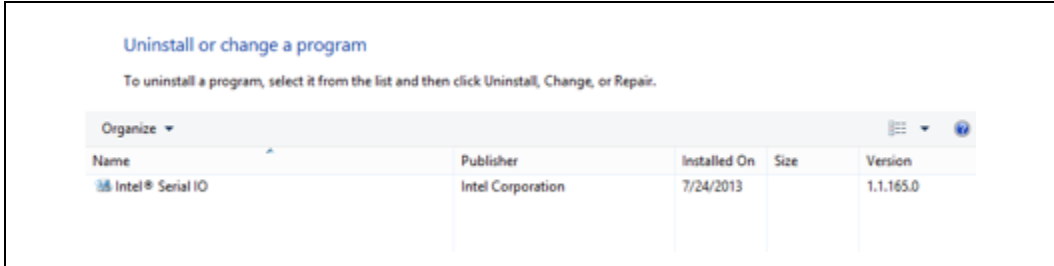 Uninstall or change a program
To uninstall a program, select it from the list and then click Uninstall, Change, or Repair.
Organize
Name Publisher Installed On Size Version
Intel® Serial IO Intel Corporation 7/24/2013 1.1.165.0